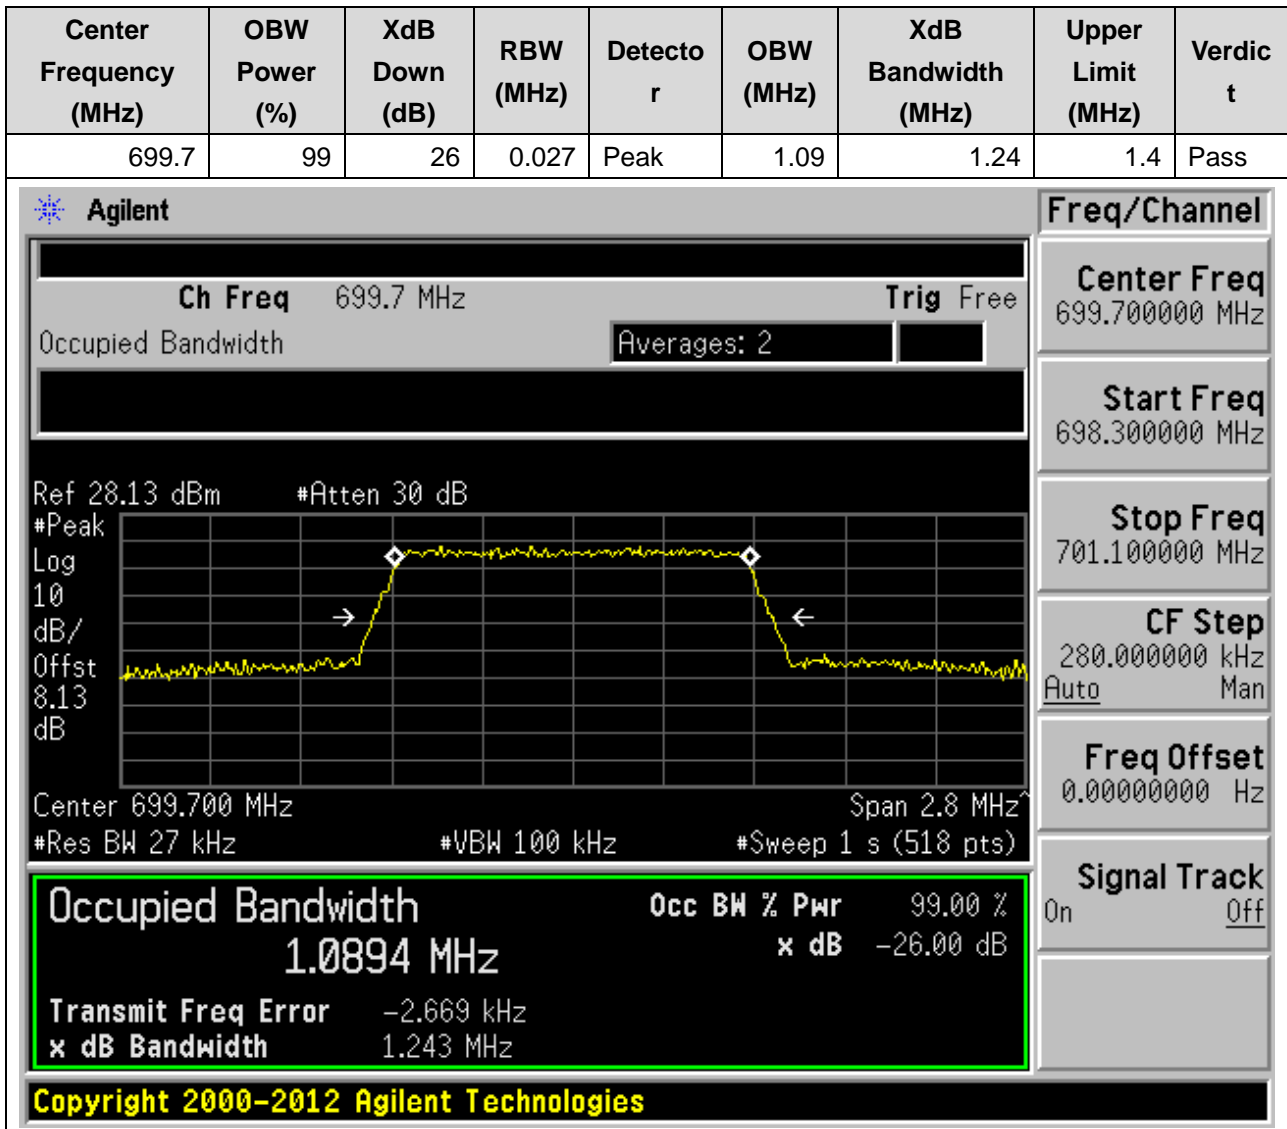 Center Frequency (MHz) OBW Power (%) XdB Down (dB) RBW (MHz) Detecto r OBW (MHz) XdB Bandwidth (MHz) Upper Limit (MHz) Verdic t
699.7 99 26 0.027 Peak 1.09 1.24 1.4 Pass
Agilent
Freq/Channel
Ch Freq 699.7 MHz Trig Free
Occupied Bandwidth Averages: 2
Center Freq
699.700000 MHz
Start Freq
698.300000 MHz
Stop Freq
701.100000 MHz
CF Step
280.000000 kHz
Auto Man
Freq Offset
0.00000000 Hz
Signal Track
On Off
Ref 28.13 dBm #Atten 30 dB
#Peak
Log
10
dB/
Offst
8.13
dB
Center 699.700 MHz Span 2.8 MHz^
#Res BW 27 kHz #VBW 100 kHz #Sweep 1 s (518 pts)
Occupied Bandwidth Occ BW % Pwr 99.00 %
1.0894 MHz x dB -26.00 dB
Transmit Freq Error -2.669 kHz
x dB Bandwidth 1.243 MHz
Copyright 2000-2012 Agilent Technologies